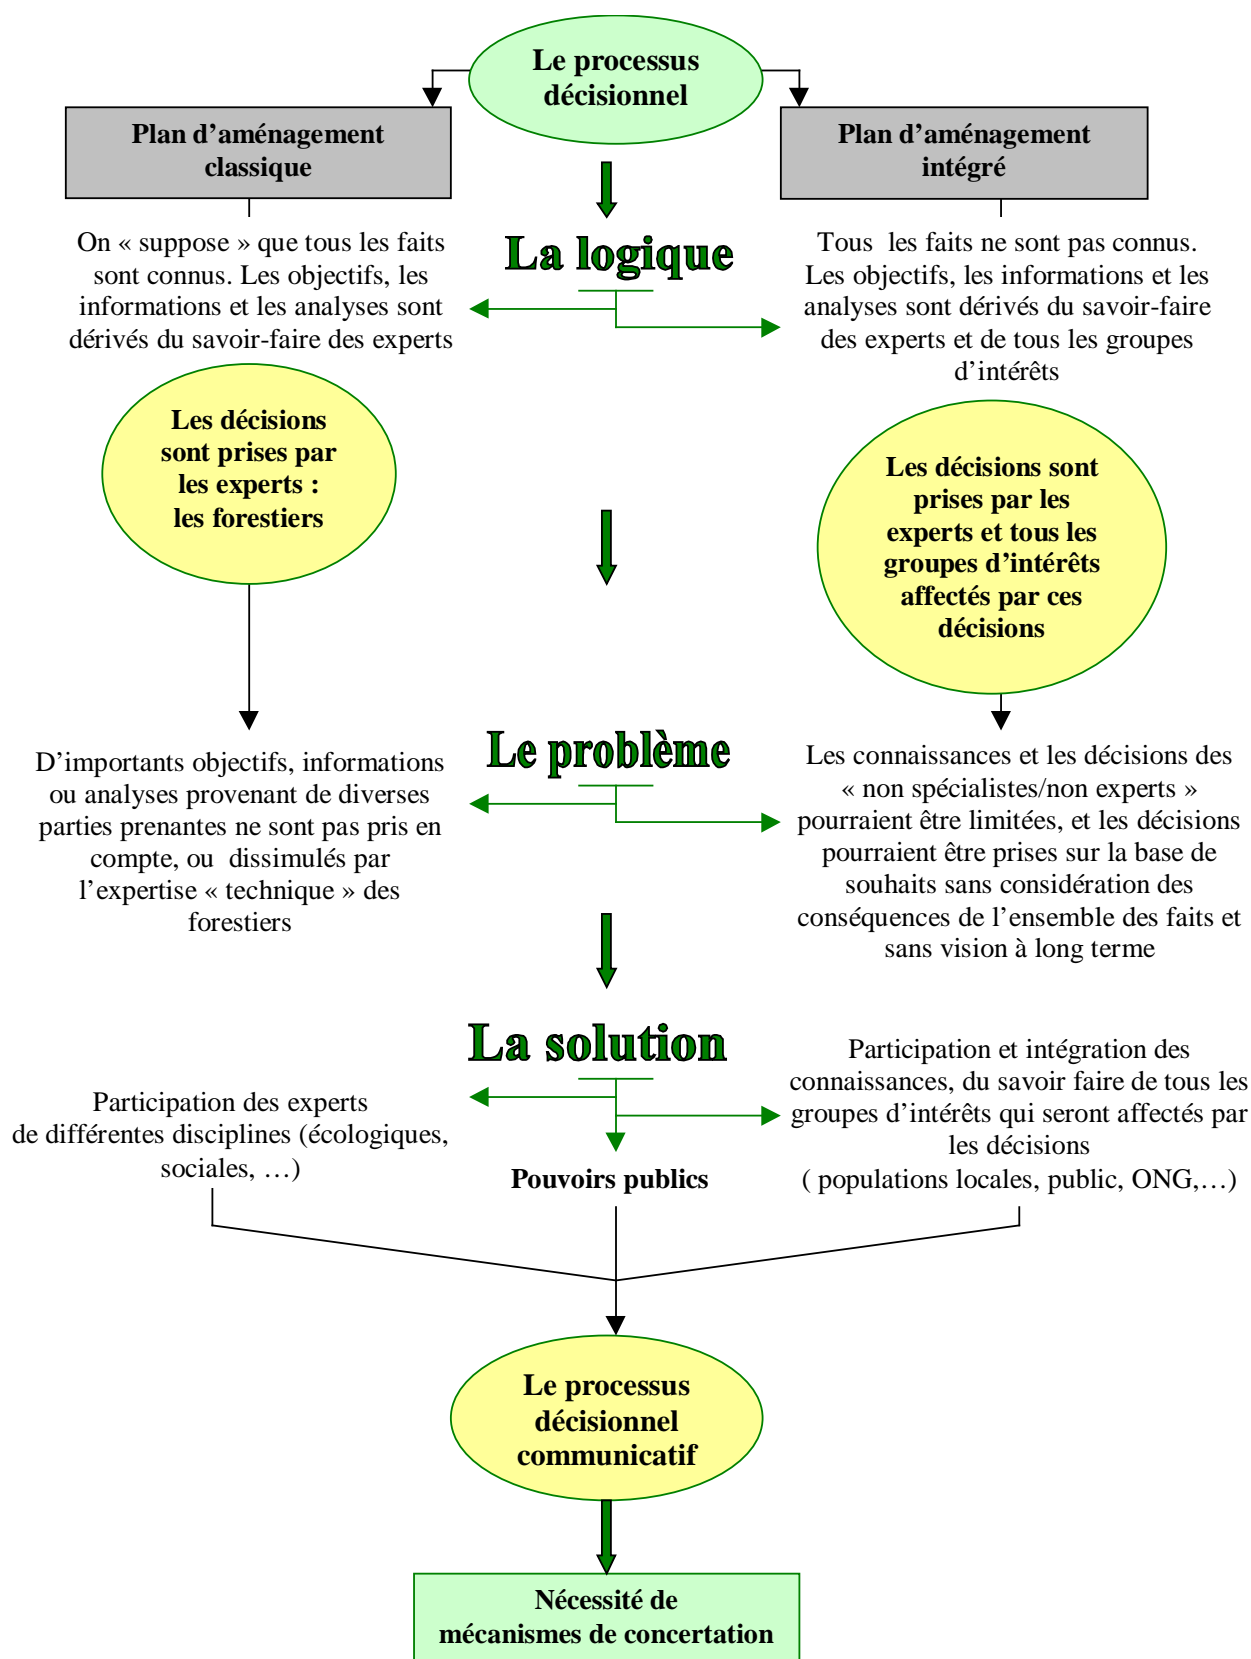 Le processus
décisionnel
Plan d’aménagement
classique
Plan d’aménagement
intégré
La logique
On « suppose » que tous les faits
sont connus. Les objectifs, les
informations et les analyses sont
dérivés du savoir-faire des experts
Tous les faits ne sont pas connus.
Les objectifs, les informations et les
analyses sont dérivés du savoir-faire
des experts et de tous les groupes
d’intérêts
Les décisions
sont prises par
les experts :
les forestiers
Les décisions sont
prises par les
experts et tous les
groupes d’intérêts
affectés par ces
décisions
Le problème
D’importants objectifs, informations
ou analyses provenant de diverses
parties prenantes ne sont pas pris en
compte, ou dissimulés par
l’expertise « technique » des
forestiers
Les connaissances et les décisions des
« non spécialistes/non experts »
pourraient être limitées, et les décisions
pourraient être prises sur la base de
souhaits sans considération des
conséquences de l’ensemble des faits et
sans vision à long terme
La solution
Participation des experts
de différentes disciplines (écologiques,
sociales, …)
Pouvoirs publics
Participation et intégration des
connaissances, du savoir faire de tous les
groupes d’intérêts qui seront affectés par
les décisions
( populations locales, public, ONG,…)
Le processus
décisionnel
communicatif
Nécessité de
mécanismes de concertation